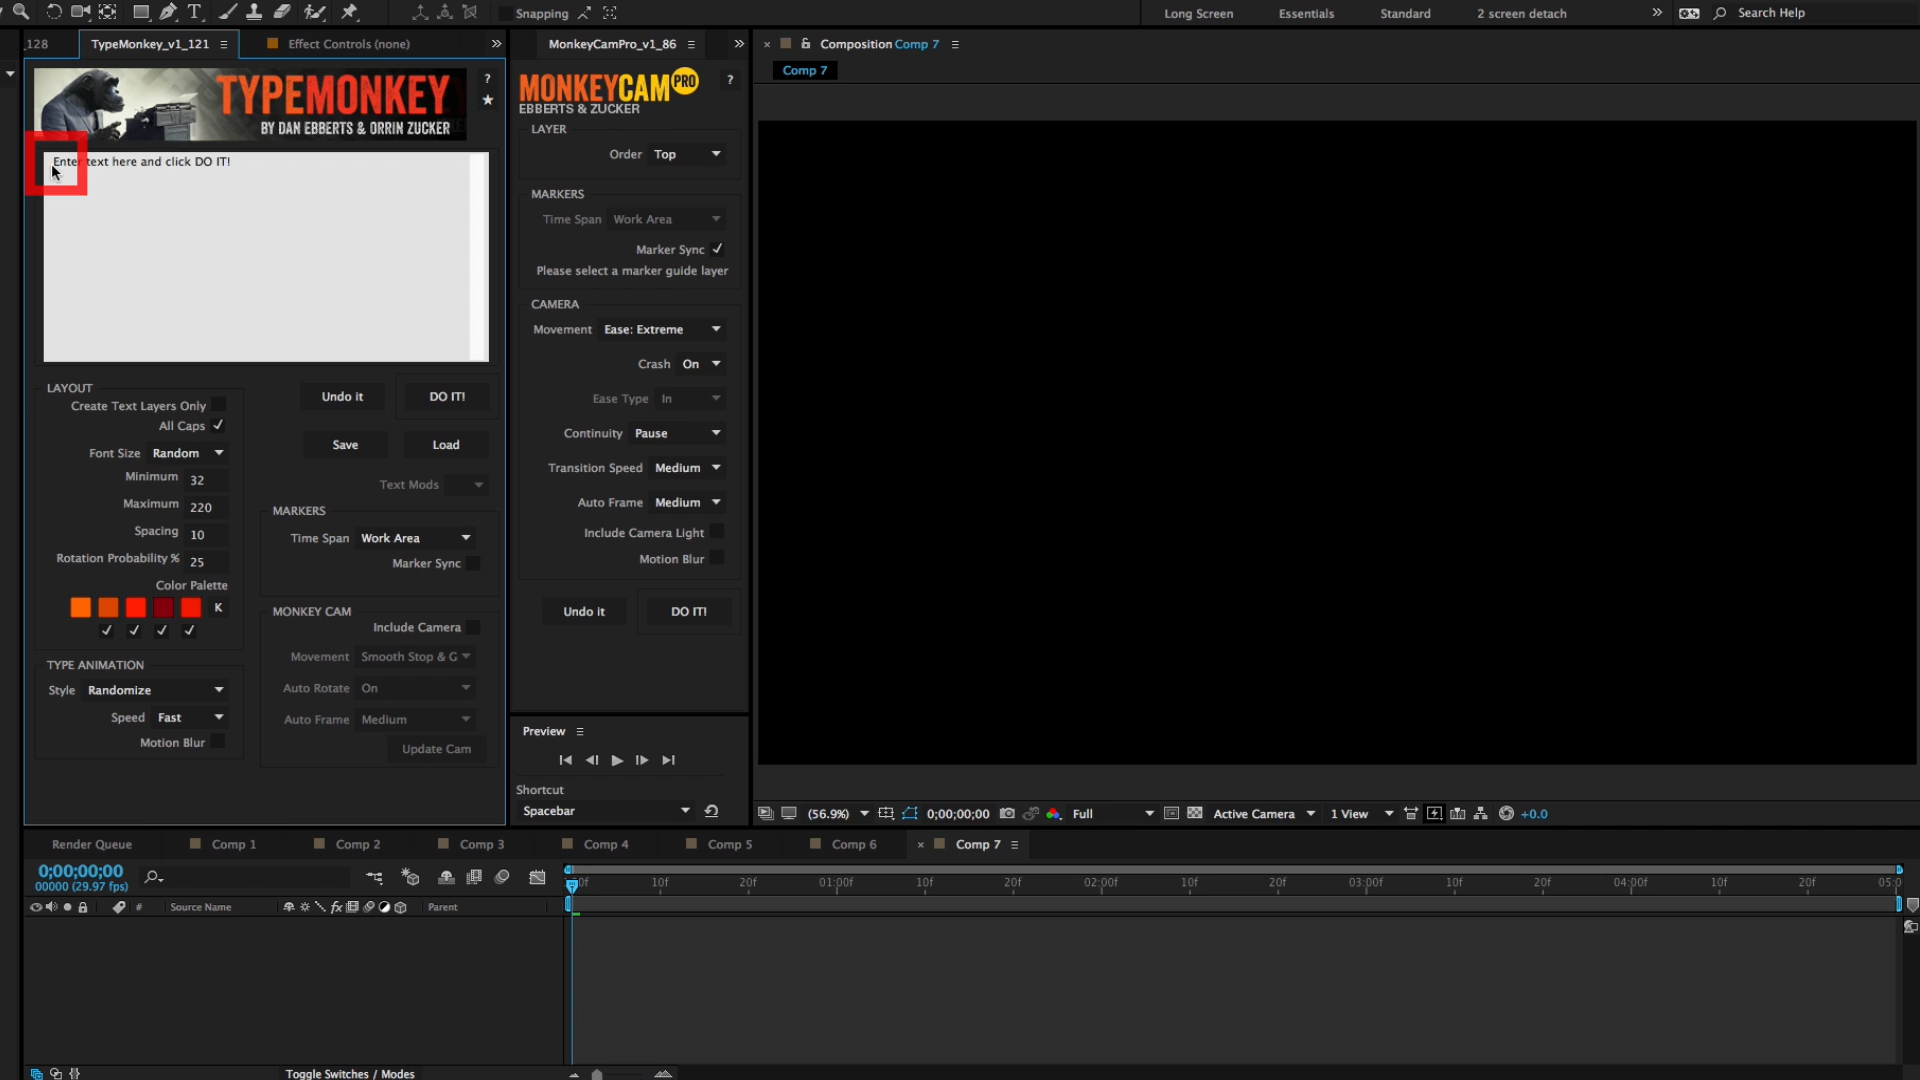 Snapping
Long Screen
Essentials
Standard
2 screen detach
Search Help
_128
TypeMonkey_v1_121
Effect Controls (none)
MonkeyCamPro_v1_86
Composition Comp 7
Comp 7
TYPEMONKEY
BY DAN EBBERTS & ORRIN ZUCKER
?
MONKEYCAM PRO
EBBERTS & ZUCKER
?
Enter text here and click DO IT!
LAYOUT
Create Text Layers Only
All Caps
Font Size Random
Minimum 32
Maximum 220
Spacing 10
Rotation Probability % 25
Color Palette
K
TYPE ANIMATION
Style Randomize
Speed Fast
Motion Blur
Undo it
DO IT!
Save
Load
Text Mods
MARKERS
Time Span Work Area
Marker Sync
MONKEY CAM
Include Camera
Movement Smooth Stop & G
Auto Rotate On
Auto Frame Medium
Update Cam
LAYER
Order Top
MARKERS
Time Span Work Area
Marker Sync
Please select a marker guide layer
CAMERA
Movement Ease: Extreme
Crash On
Ease Type In
Continuity Pause
Transition Speed Medium
Auto Frame Medium
Include Camera Light
Motion Blur
Undo it
DO IT!
Preview
Shortcut
Spacebar
(56.9%)
0;00;00;00
Full
Active Camera
1 View
+0.0
Render Queue
Comp 1
Comp 2
Comp 3
Comp 4
Comp 5
Comp 6
Comp 7
0;00;00;00
00000 (29.97 fps)
10f 20f 01:00f 10f 20f 02:00f 10f 20f 03:00f 10f 20f 04:00f 10f 20f
# Source Name
fx
Parent
Toggle Switches / Modes